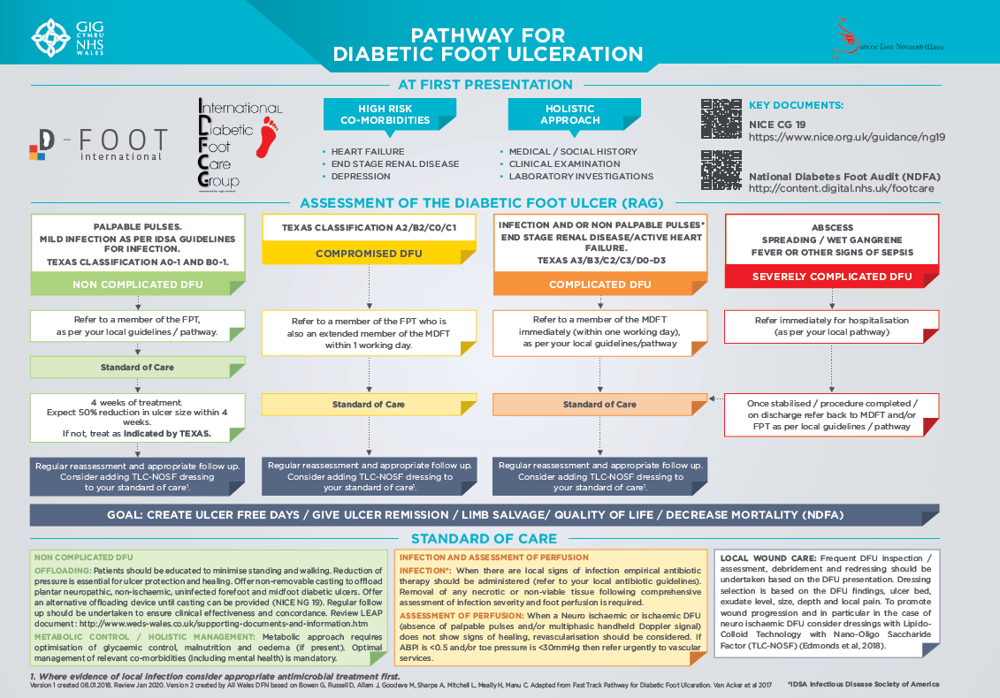 GIG
CYMRU
NHS
WALES
PATHWAY FOR
DIABETIC FOOT ULCERATION
Diabetic Foot Network Wales
AT FIRST PRESENTATION
D-FOOT
international
International
Diabetic
Foot
Care
Group
HIGH RISK
CO-MORBIDITIES
• HEART FAILURE
• END STAGE RENAL DISEASE
• DEPRESSION
HOLISTIC
APPROACH
• MEDICAL / SOCIAL HISTORY
• CLINICAL EXAMINATION
• LABORATORY INVESTIGATIONS
KEY DOCUMENTS:
NICE CG 19
https://www.nice.org.uk/guidance/ng19
National Diabetes Foot Audit (NDFA)
http://content.digital.nhs.uk/footcare
ASSESSMENT OF THE DIABETIC FOOT ULCER (RAG)
PALPABLE PULSES.
MILD INFECTION AS PER IDSA GUIDELINES
FOR INFECTION.
TEXAS CLASSIFICATION A0-1 AND B0-1.
NON COMPLICATED DFU
Refer to a member of the FPT,
as per your local guidelines / pathway.
Standard of Care
4 weeks of treatment.
Expect 50% reduction in ulcer size within 4
weeks.
If not, treat as indicated by TEXAS.
Regular reassessment and appropriate follow up.
Consider adding TLC-NOSF dressing
to your standard of care¹.
TEXAS CLASSIFICATION A2/B2/C0/C1
COMPROMISED DFU
Refer to a member of the FPT who is
also an extended member of the MDFT
within 1 working day.
Standard of Care
Regular reassessment and appropriate follow up.
Consider adding TLC-NOSF dressing to
your standard of care¹.
INFECTION AND OR NON PALPABLE PULSES*
END STAGE RENAL DISEASE/ACTIVE HEART
FAILURE.
TEXAS A3/B3/C2/C3/D0-D3
COMPLICATED DFU
Refer to a member of the MDFT
immediately (within one working day),
as per your local guidelines/pathway
Standard of Care
Regular reassessment and appropriate follow up.
Consider adding TLC-NOSF dressing to
your standard of care¹.
ABSCESS
SPREADING / WET GANGRENE
FEVER OR OTHER SIGNS OF SEPSIS
SEVERELY COMPLICATED DFU
Refer immediately for hospitalisation
(as per your local pathway)
Once stabilised / procedure completed /
on discharge refer back to MDFT and/or
FPT as per local guidelines / pathway
GOAL: CREATE ULCER FREE DAYS / GIVE ULCER REMISSION / LIMB SALVAGE/ QUALITY OF LIFE / DECREASE MORTALITY (NDFA)
STANDARD OF CARE
NON COMPLICATED DFU
OFFLOADING: Patients should be educated to minimise standing and walking. Reduction of
pressure is essential for ulcer protection and healing. Offer non-removable casting to offload
plantar neuropathic, non-ischaemic, uninfected forefoot and midfoot diabetic ulcers. Offer
an alternative offloading device until casting can be provided (NICE NG 19). Regular follow
up should be undertaken to ensure clinical effectiveness and concordance. Review LEAP
document : http://www.weds-wales.co.uk/supporting-documents-and-information.htm
METABOLIC CONTROL / HOLISTIC MANAGEMENT: Metabolic approach requires
optimisation of glycaemic control, malnutrition and oedema (if present). Optimal
management of relevant co-morbidities (including mental health) is mandatory.
INFECTION AND ASSESSMENT OF PERFUSION
INFECTION*: When there are local signs of infection empirical antibiotic
therapy should be administered (refer to your local antibiotic guidelines).
Removal of any necrotic or non-viable tissue following comprehensive
assessment of infection severity and foot perfusion is required.
ASSESSMENT OF PERFUSION: When a Neuro ischaemic or ischaemic DFU
(absence of palpable pulses and/or multiphasic handheld Doppler signal)
does not show signs of healing, revascularisation should be considered. If
ABPI is <0.5 and/or toe pressure is <30mmHg then refer urgently to vascular
services.
LOCAL WOUND CARE: Frequent DFU inspection /
assessment, debridement and redressing should be
undertaken based on the DFU presentation. Dressing
selection is based on the DFU findings, ulcer bed,
exudate level, size, depth and local pain. To promote
wound progression and in particular in the case of
neuro ischaemic DFU consider dressings with Lipido-
Colloid Technology with Nano-Oligo Saccharide
Factor (TLC-NOSF) (Edmonds et al, 2018).
1. Where evidence of local infection consider appropriate antimicrobial treatment first.
Version 1 created 08.01.2018. Review Jan 2020. Version 2 created by All Wales DFN based on Bowen G, Russell D, Allam J, Goodeve M, Sharpe A, Mitchell L, Meally H, Manu C. Adapted from Fast Track Pathway for Diabetic Foot Ulceration. Van Acker et al 2017
*IDSA Infectious Disease Society of America